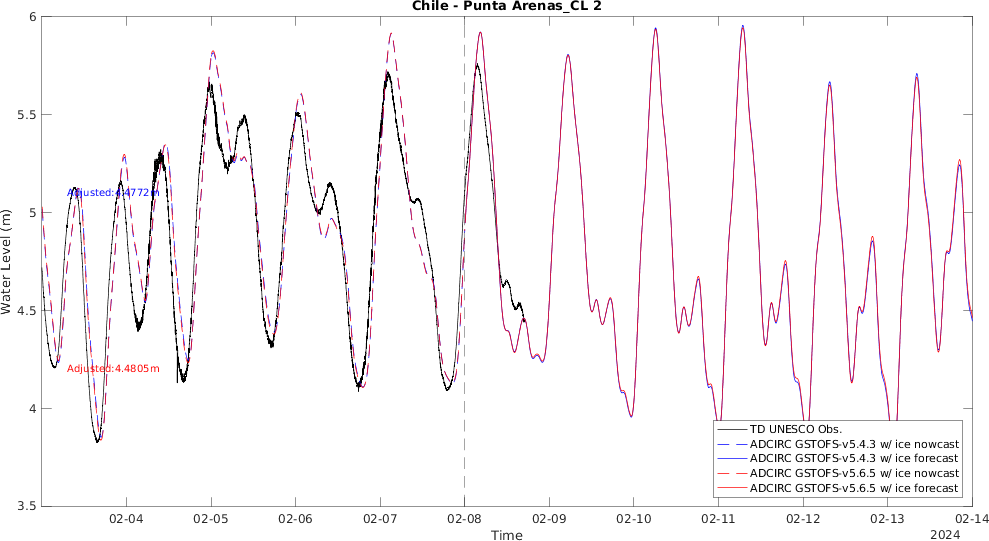 Chile - Punta Arenas_CL 2
6
5.5
5
4.5
4
3.5
Water Level (m)
Adjusted:4.4772m
Adjusted:4.4805m
TD UNESCO Obs.
ADCIRC GSTOFS-v5.4.3 w/ ice nowcast
ADCIRC GSTOFS-v5.4.3 w/ ice forecast
ADCIRC GSTOFS-v5.6.5 w/ ice nowcast
ADCIRC GSTOFS-v5.6.5 w/ ice forecast
02-04 02-05 02-06 02-07 02-08 02-09 02-10 02-11 02-12 02-13 02-14
Time
2024